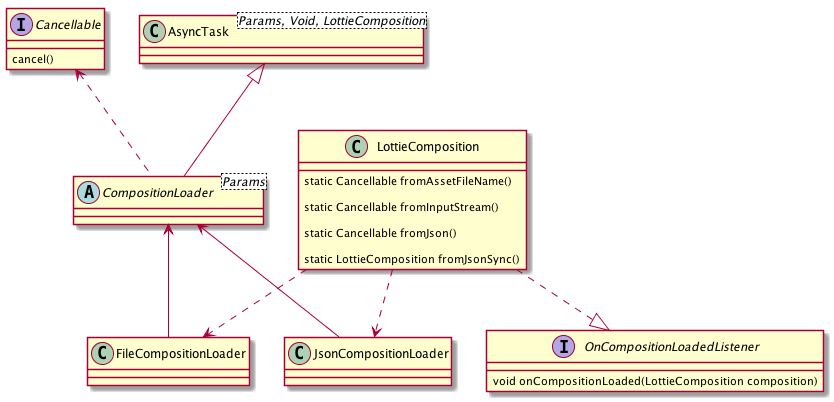 I Cancellable
cancel()
C AsyncTask
Params, Void, LottieComposition
A CompositionLoader
Params
C LottieComposition
static Cancellable fromAssetFileName()
static Cancellable fromInputStream()
static Cancellable fromJson()
static LottieComposition fromJsonSync()
C FileCompositionLoader
C JsonCompositionLoader
I OnCompositionLoadedListener
void onCompositionLoaded(LottieComposition composition)